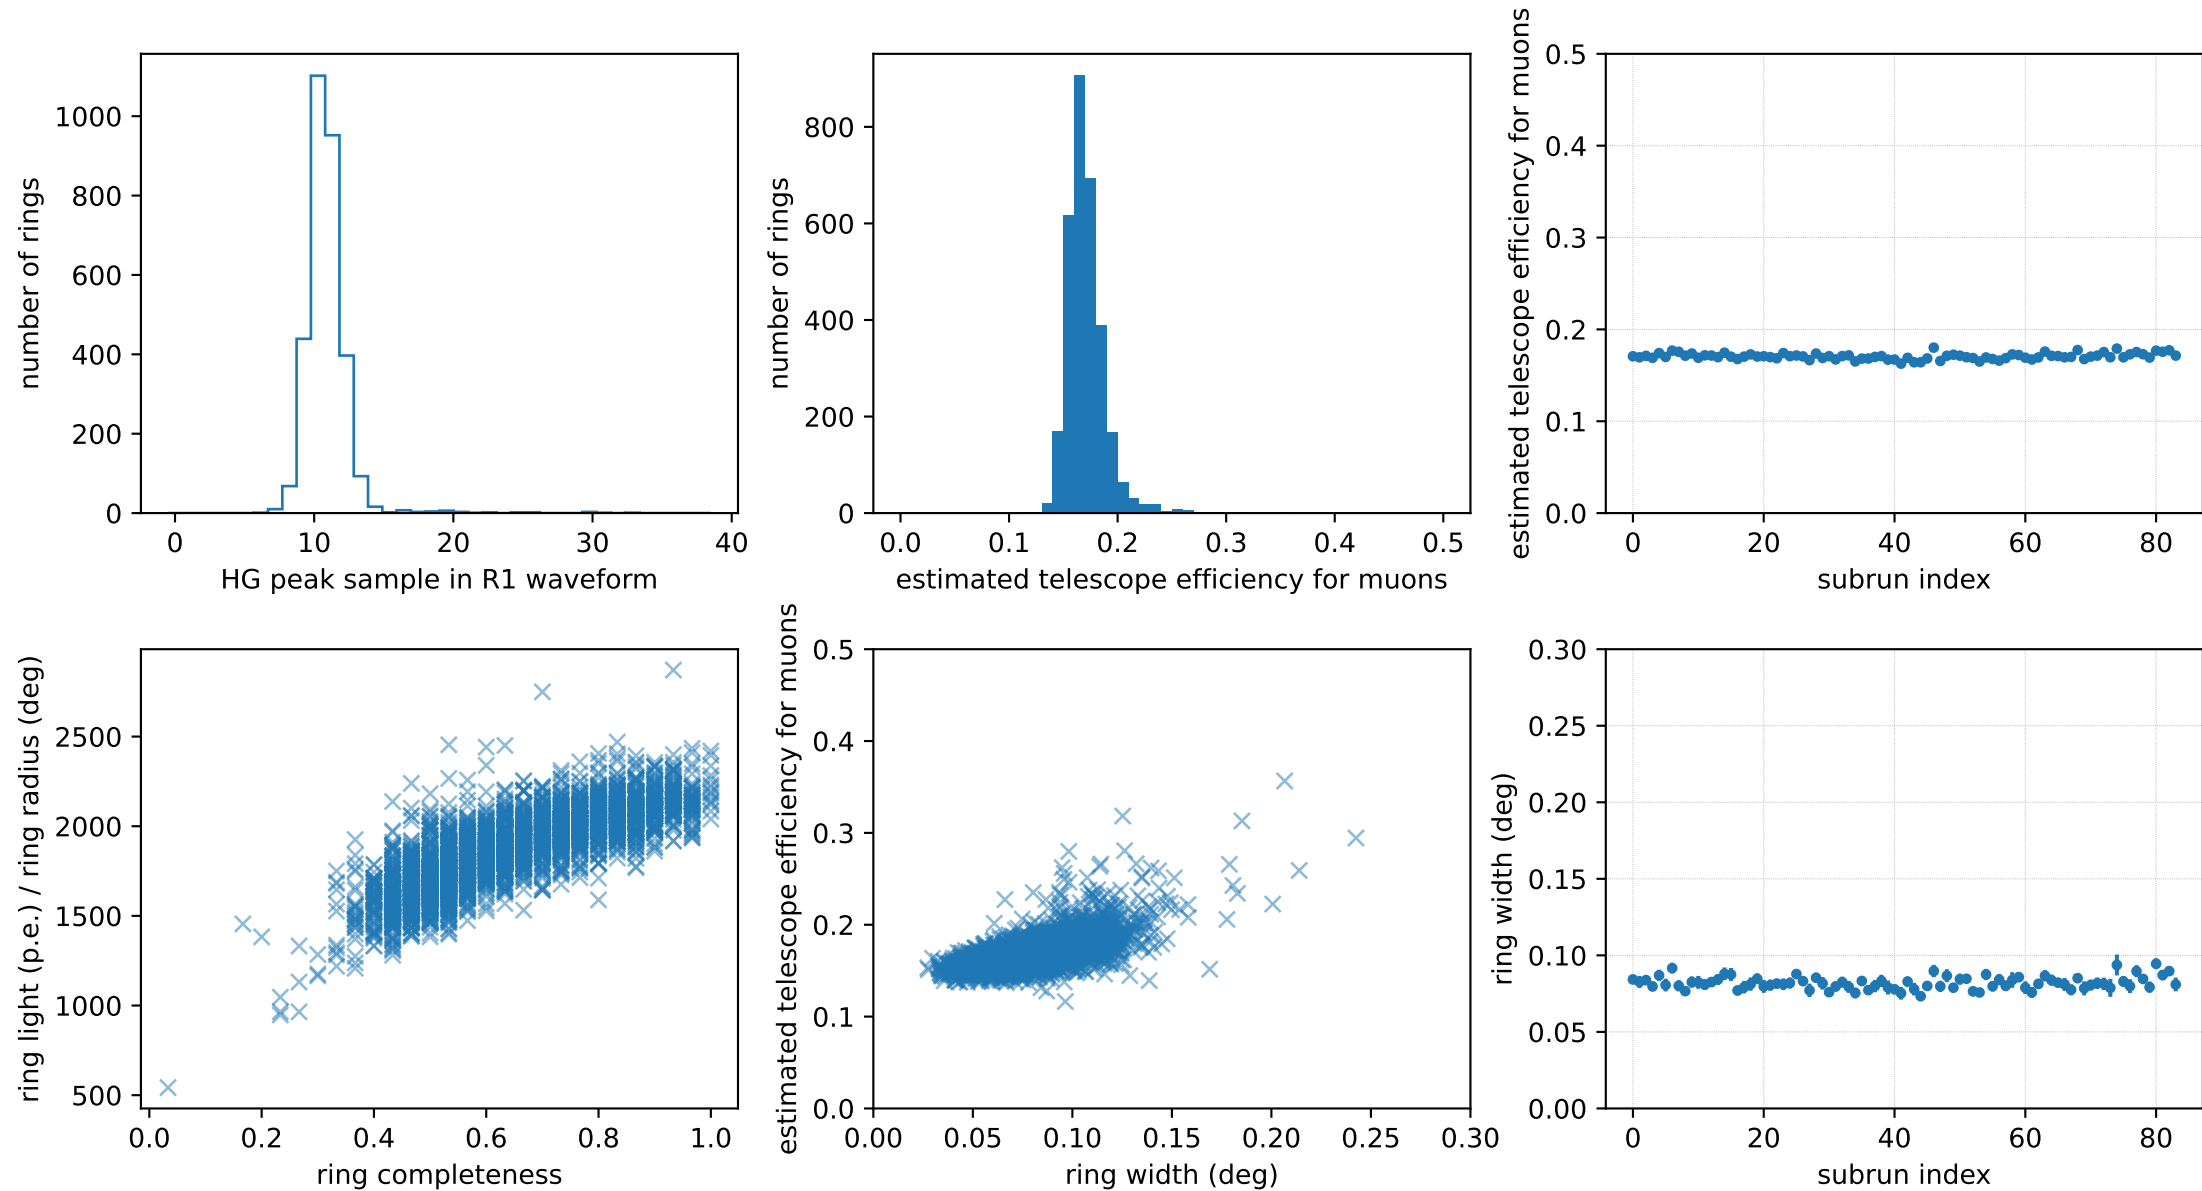 number of rings
1000
800
600
400
200
0
0 10 20 30 40
HG peak sample in R1 waveform
number of rings
800
600
400
200
0
0.0 0.1 0.2 0.3 0.4 0.5
estimated telescope efficiency for muons
estimated telescope efficiency for muons
0.5
0.4
0.3
0.2
0.1
0.0
0 20 40 60 80
subrun index
ring light (p.e.) / ring radius (deg)
2500
2000
1500
1000
500
0.0 0.2 0.4 0.6 0.8 1.0
ring completeness
estimated telescope efficiency for muons
0.5
0.4
0.3
0.2
0.1
0.0
0.00 0.05 0.10 0.15 0.20 0.25 0.30
ring width (deg)
ring width (deg)
0.30
0.25
0.20
0.15
0.10
0.05
0.00
0 20 40 60 80
subrun index